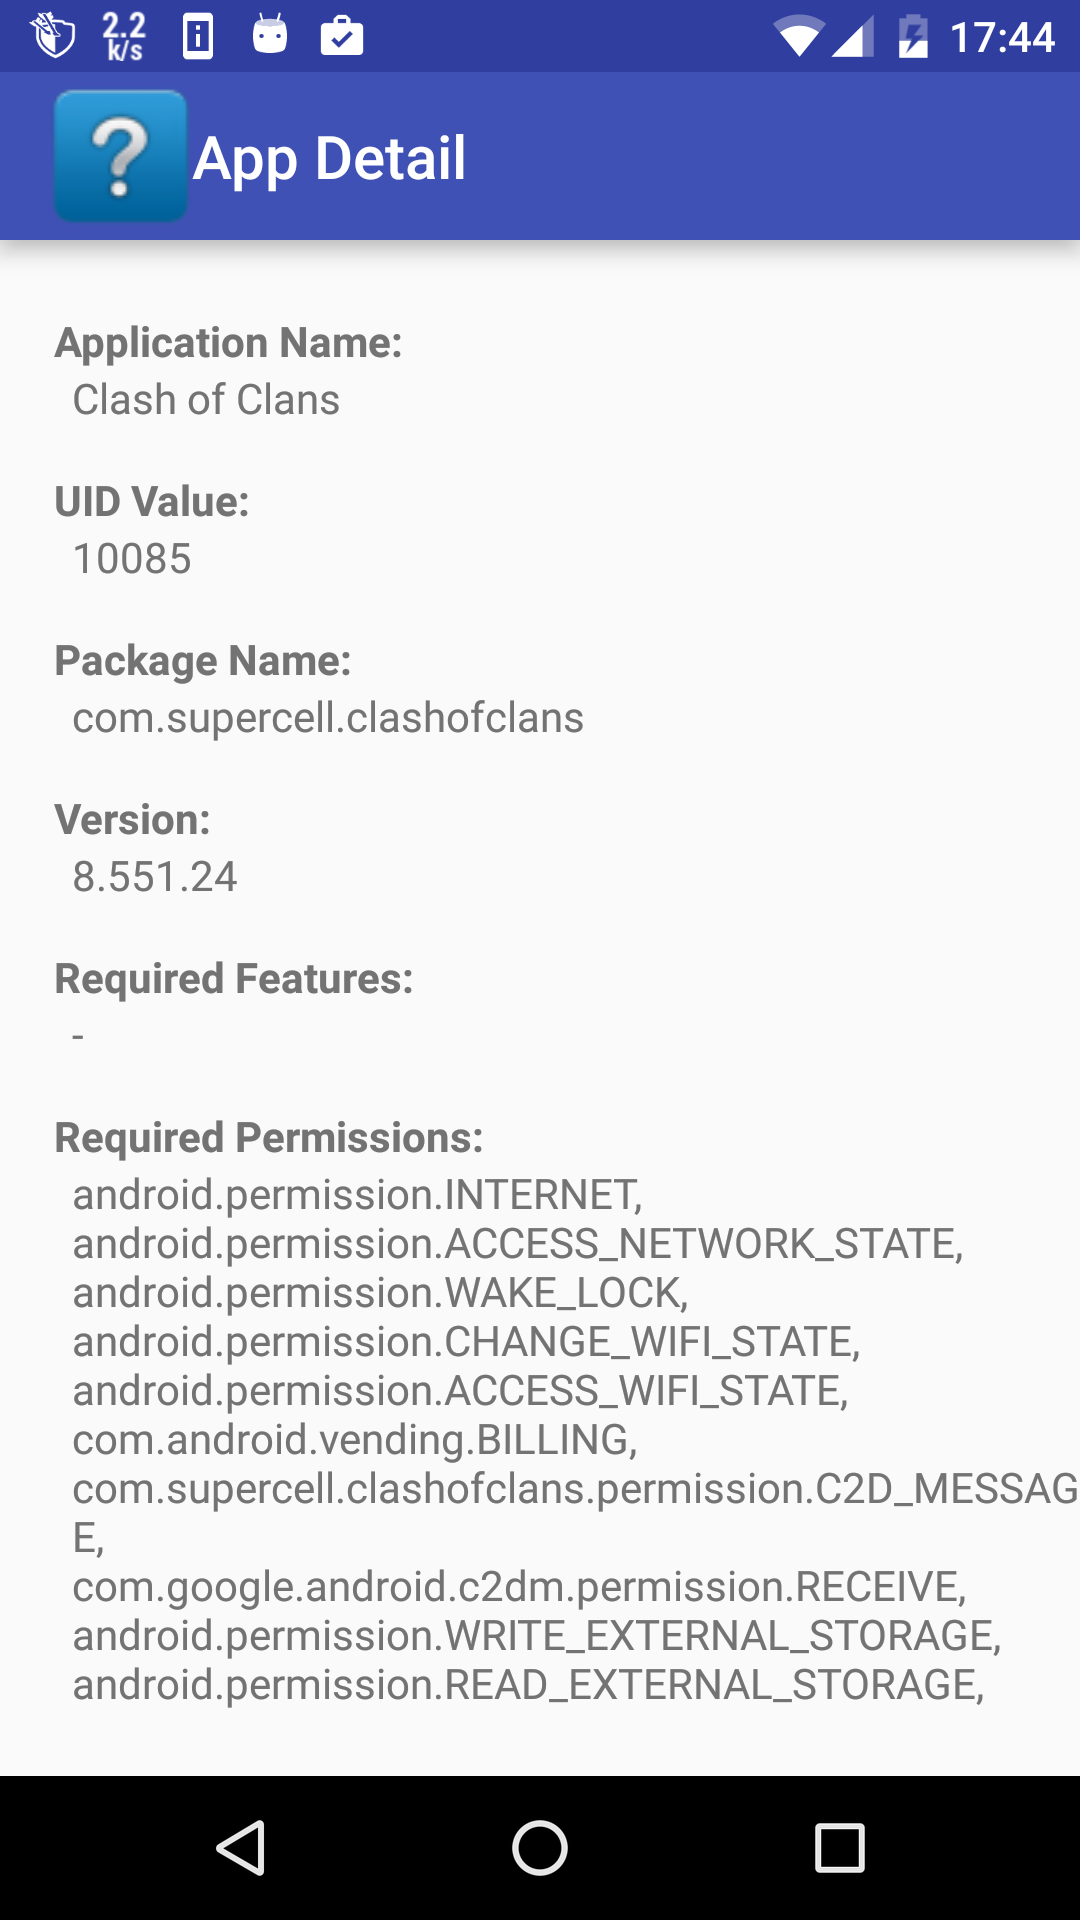 2.2
k/s
17:44
?
App Detail
Application Name:
Clash of Clans
UID Value:
10085
Package Name:
com.supercell.clashofclans
Version:
8.551.24
Required Features:
-
Required Permissions:
android.permission.INTERNET,
android.permission.ACCESS_NETWORK_STATE,
android.permission.WAKE_LOCK,
android.permission.CHANGE_WIFI_STATE,
android.permission.ACCESS_WIFI_STATE,
com.android.vending.BILLING,
com.supercell.clashofclans.permission.C2D_MESSAG
E,
com.google.android.c2dm.permission.RECEIVE,
android.permission.WRITE_EXTERNAL_STORAGE,
android.permission.READ_EXTERNAL_STORAGE,